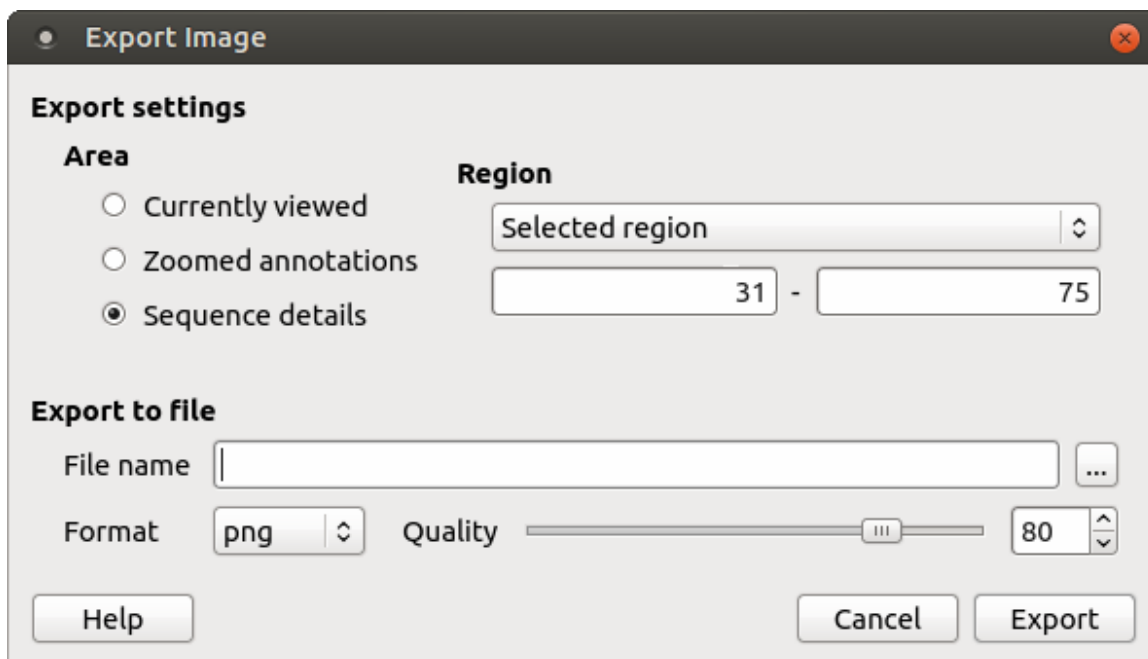 Export Image
Export settings
Area
Currently viewed
Zoomed annotations
Sequence details
Region
Selected region
31 - 75
Export to file
File name ...
Format png Quality 80
Help Cancel Export